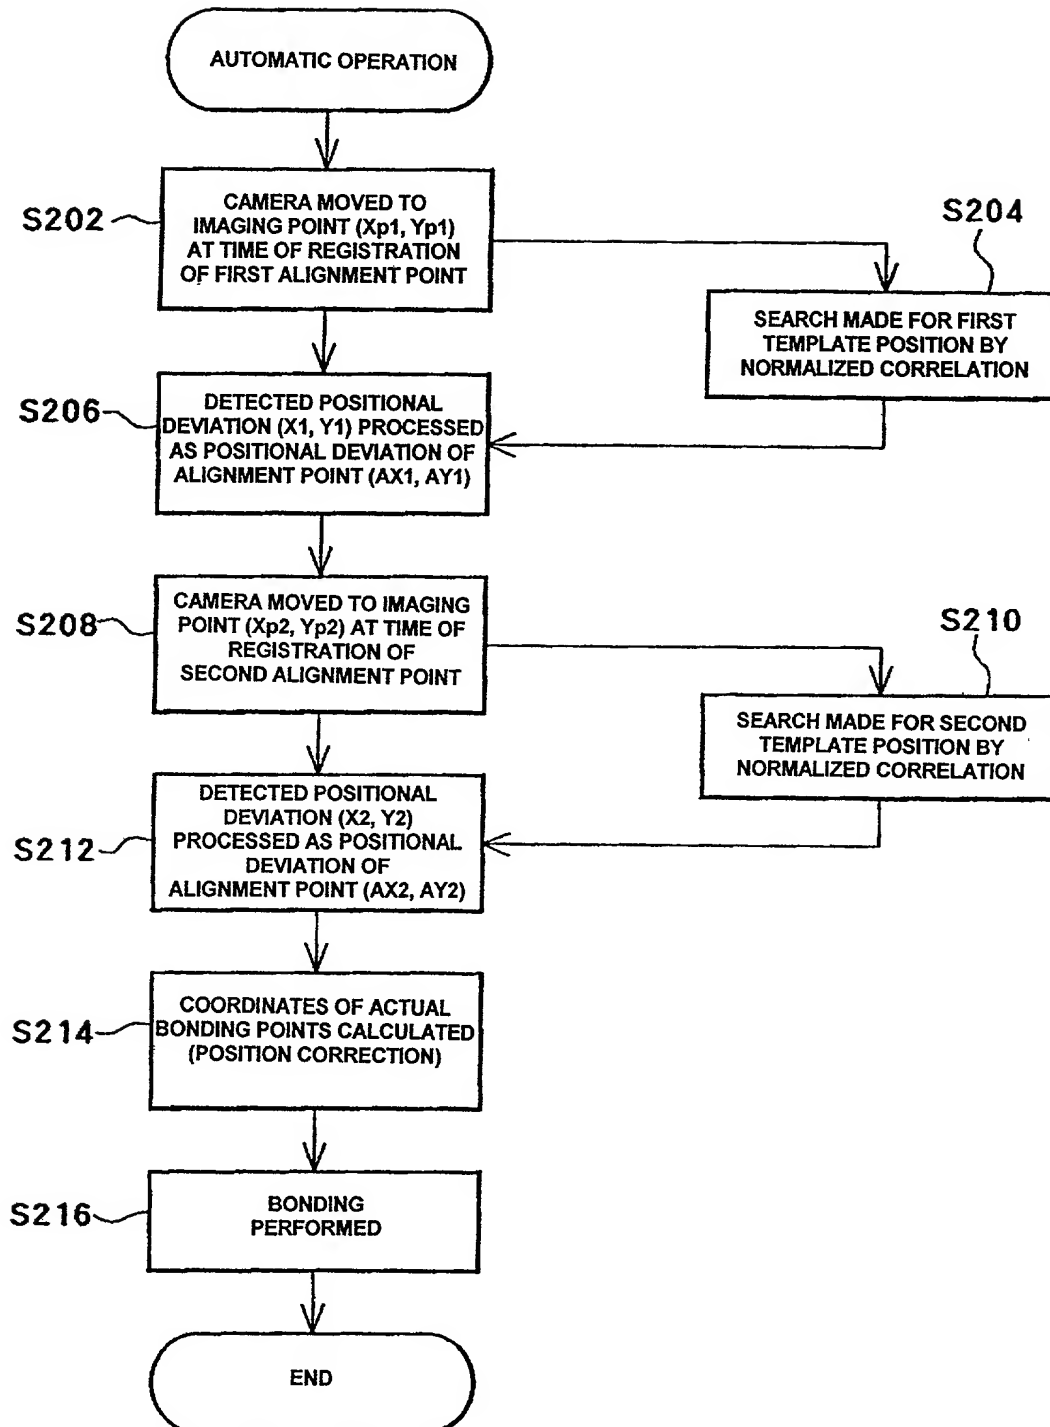 AUTOMATIC OPERATION
S202
CAMERA MOVED TO
IMAGING POINT (Xp1, Yp1)
AT TIME OF REGISTRATION
OF FIRST ALIGNMENT POINT
S204
SEARCH MADE FOR FIRST
TEMPLATE POSITION BY
NORMALIZED CORRELATION
S206
DETECTED POSITIONAL
DEVIATION (X1, Y1) PROCESSED
AS POSITIONAL DEVIATION OF
ALIGNMENT POINT (AX1, AY1)
S208
CAMERA MOVED TO IMAGING
POINT (Xp2, Yp2) AT TIME OF
REGISTRATION OF
SECOND ALIGNMENT POINT
S210
SEARCH MADE FOR SECOND
TEMPLATE POSITION BY
NORMALIZED CORRELATION
S212
DETECTED POSITIONAL
DEVIATION (X2, Y2)
PROCESSED AS POSITIONAL
DEVIATION OF
ALIGNMENT POINT (AX2, AY2)
S214
COORDINATES OF ACTUAL
BONDING POINTS CALCULATED
(POSITION CORRECTION)
S216
BONDING
PERFORMED
END